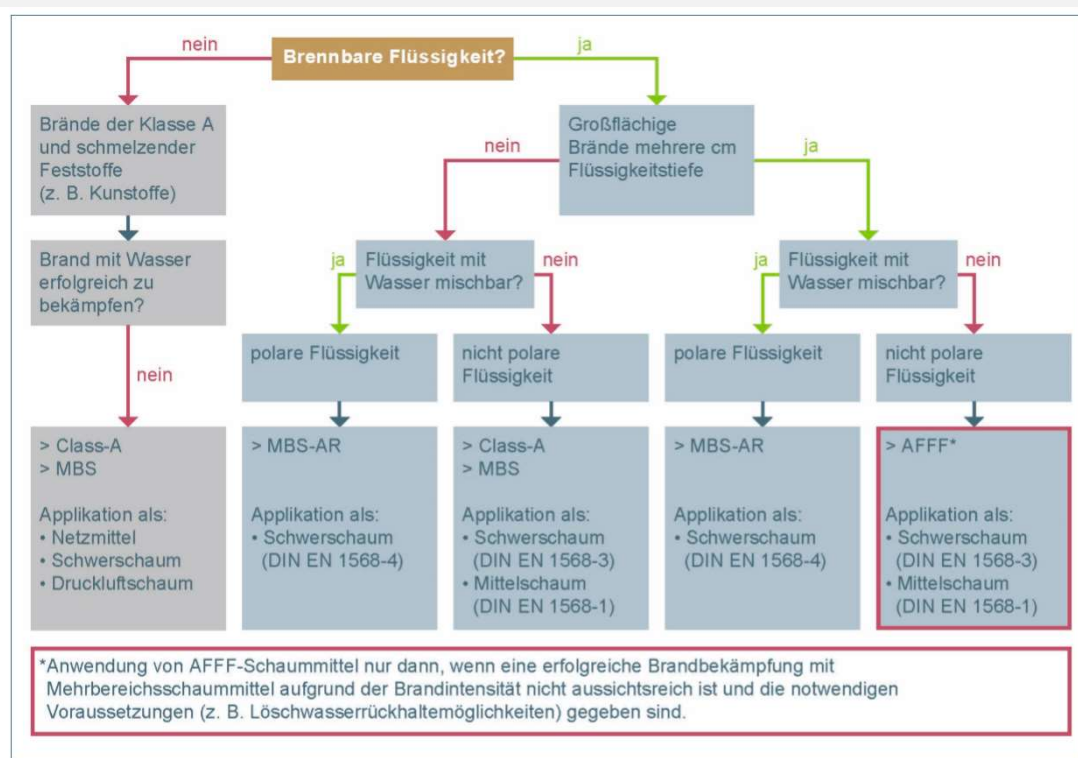 nein
Brennbare Flüssigkeit?
ja
Brände der Klasse A
und schmelzender
Feststoffe
(z. B. Kunstoffe)
Großflächige
Brände mehrere cm
Flüssigkeitstiefe
nein
ja
Brand mit Wasser
erfolgreich zu
bekämpfen?
ja
Flüssigkeit mit
Wasser mischbar?
nein
ja
Flüssigkeit mit
Wasser mischbar?
nein
nein
polare Flüssigkeit
nicht polare
Flüssigkeit
polare Flüssigkeit
nicht polare
Flüssigkeit
> Class-A
> MBS
Applikation als:
• Netzmittel
• Schwerschaum
• Druckluftschaum
> MBS-AR
Applikation als:
• Schwerschaum
(DIN EN 1568-4)
> Class-A
> MBS
Applikation als:
• Schwerschaum
(DIN EN 1568-3)
• Mittelschaum
(DIN EN 1568-1)
> MBS-AR
Applikation als:
• Schwerschaum
(DIN EN 1568-4)
> AFFF*
Applikation als:
• Schwerschaum
(DIN EN 1568-3)
• Mittelschaum
(DIN EN 1568-1)
*Anwendung von AFFF-Schaummittel nur dann, wenn eine erfolgreiche Brandbekämpfung mit
Mehrbereichsschaummittel aufgrund der Brandintensität nicht aussichtsreich ist und die notwendigen
Voraussetzungen (z. B. Löschwasserrückhaltemöglichkeiten) gegeben sind.